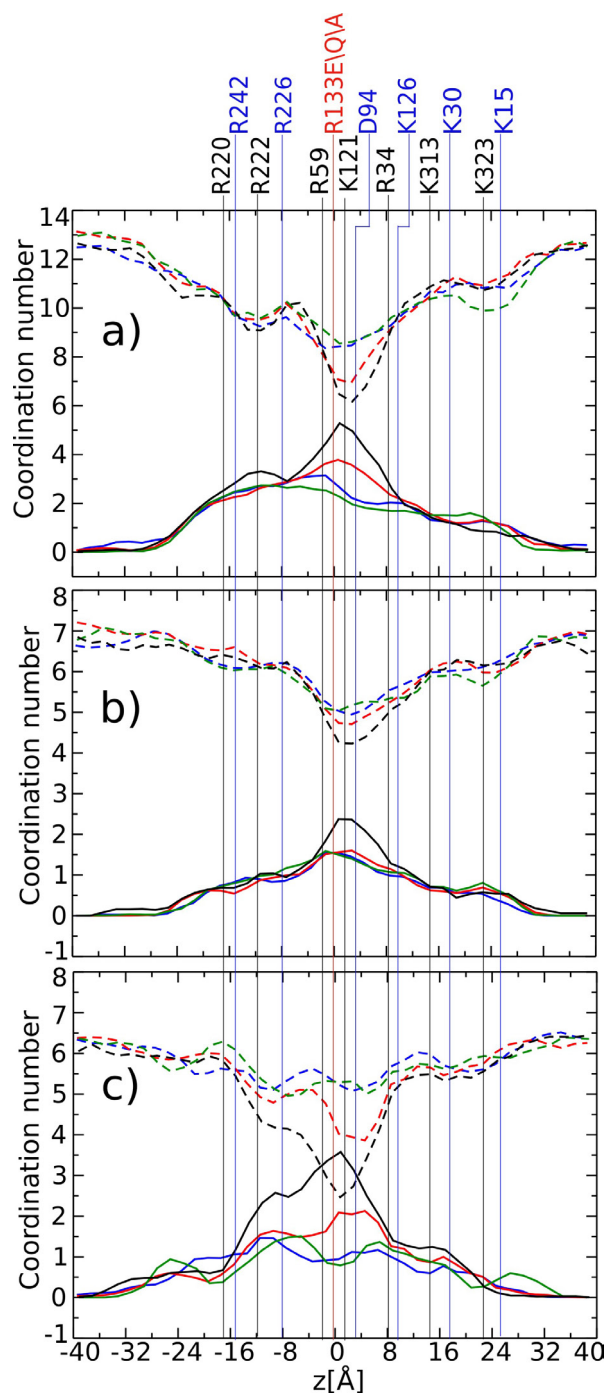 R220
R242
R222
R226
R59
R133E\Q\A
K121
D94
R34
K126
K313
K30
K323
K15
14
12
10
8
6
4
2
0
Coordination number
a)
8
7
6
5
4
3
2
1
0
-1
Coordination number
b)
8
7
6
5
4
3
2
1
0
-1
Coordination number
c)
-40 -32 -24 -16 -8 0 8 16 24 32 40
z[Å]